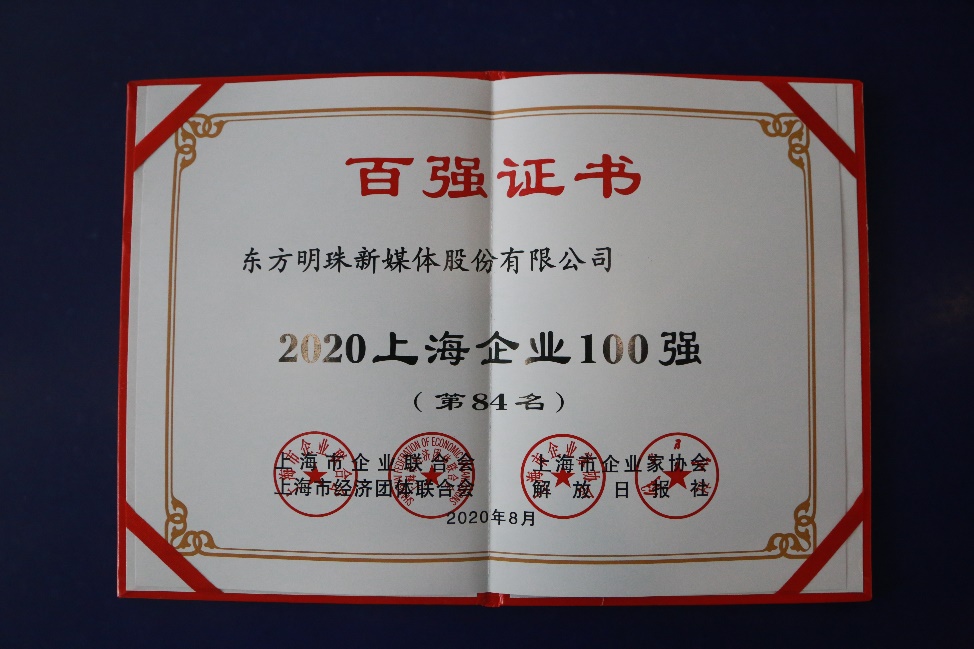 百强证书
东方明珠新媒体股份有限公司
2020上海企业100强
(第84名)
上海市企业联合会 上海市企业家协会
上海市经济团体联合会 解放日报社
2020年8月